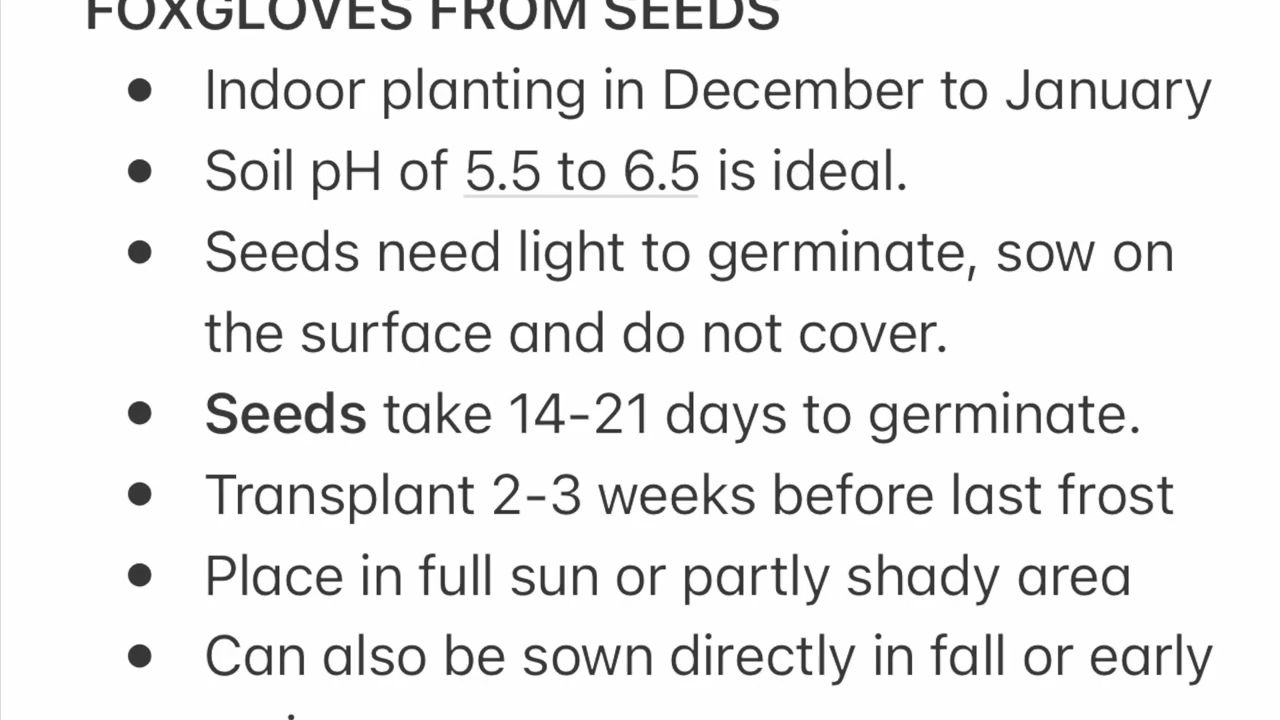 FOXGLOVES FROM SEEDS
● Indoor planting in December to January
● Soil pH of 5.5 to 6.5 is ideal.
● Seeds need light to germinate, sow on
the surface and do not cover.
● Seeds take 14-21 days to germinate.
● Transplant 2-3 weeks before last frost
● Place in full sun or partly shady area
● Can also be sown directly in fall or early